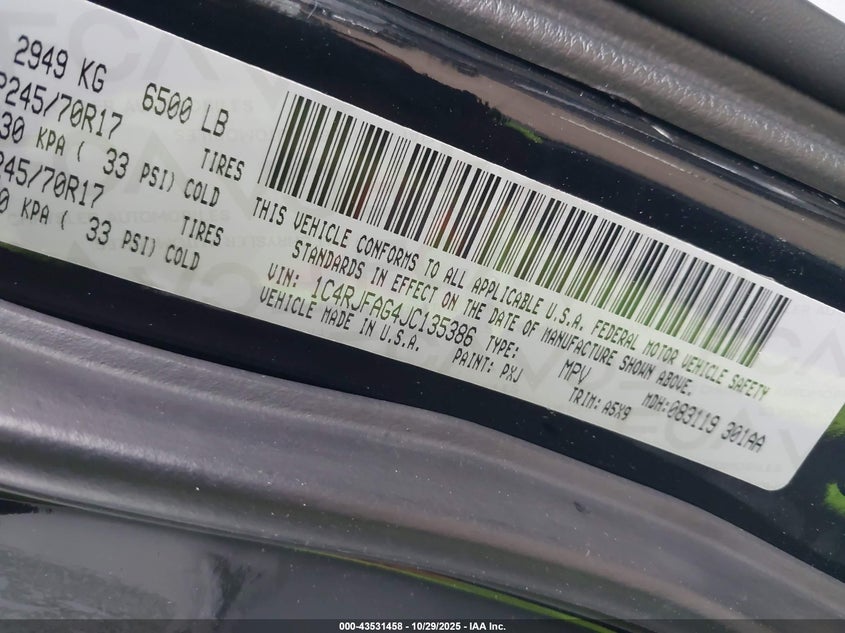 2949 KG 6500 LB
P245/70R17 TIRES
30 KPA ( 33 PSI) COLD
245/70R17 TIRES
0 KPA ( 33 PSI) COLD
THIS VEHICLE CONFORMS TO ALL APPLICABLE U.S.A. FEDERAL MOTOR VEHICLE SAFETY
STANDARDS IN EFFECT ON THE DATE OF MANUFACTURE SHOWN ABOVE.
VIN: 1C4RJFAG4JC135386 TYPE: MPV MDH: 083119 301AA
VEHICLE MADE IN U.S.A. PAINT: PXJ TRIM: A5X9
000-43531458 - 10/29/2025 - IAA Inc.